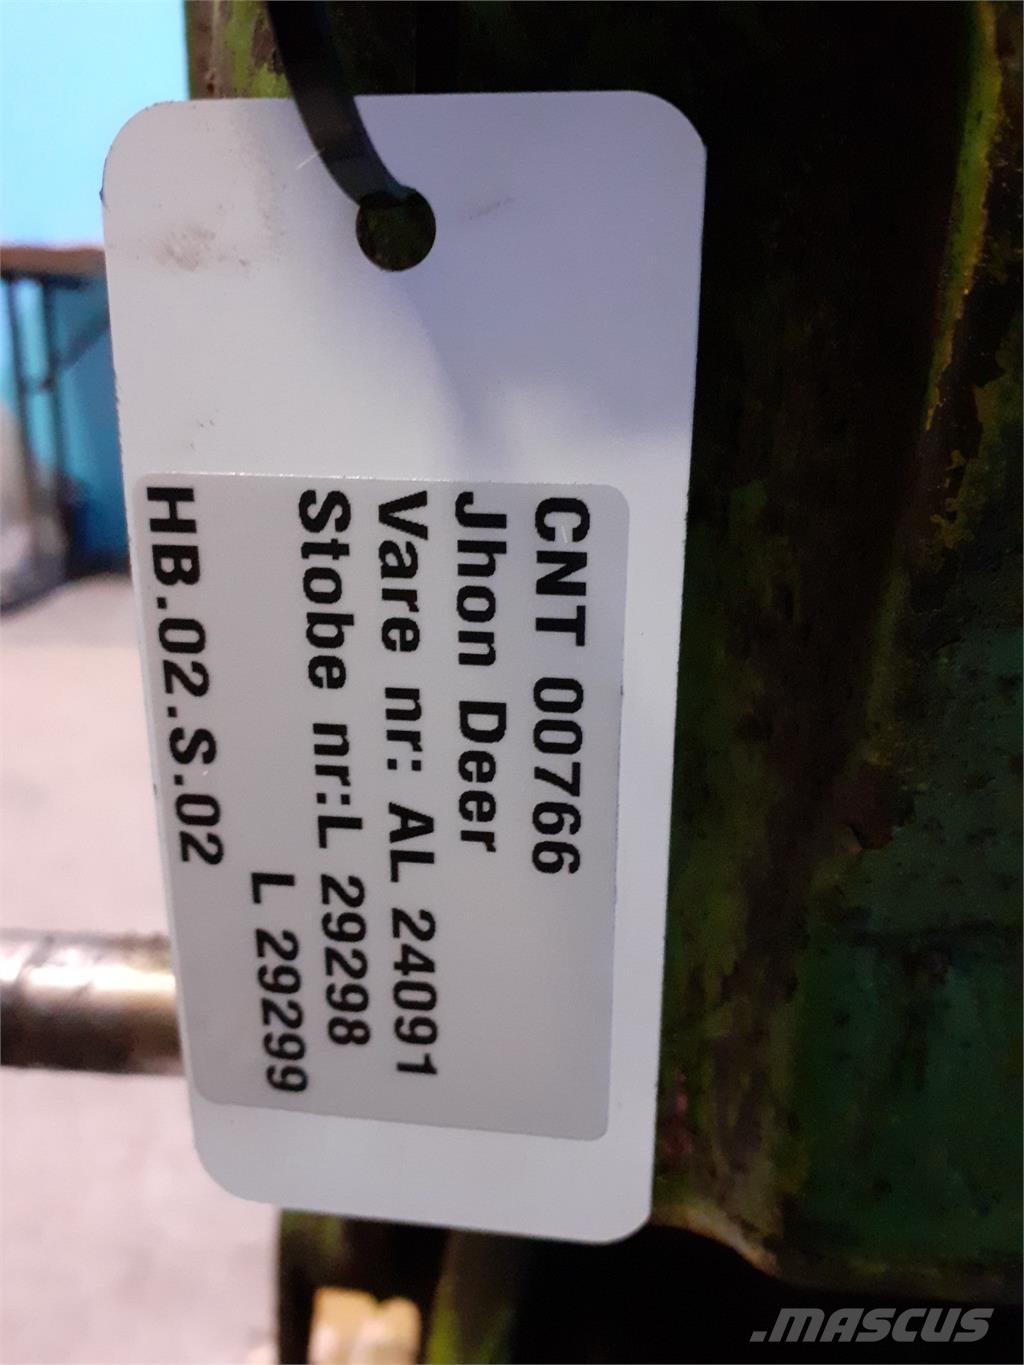 CNT 00766
Jhon Deer
Vare nr: AL 24091
Stobe nr:L 29298
L 29299
HB.02.S.02
.MASCUS